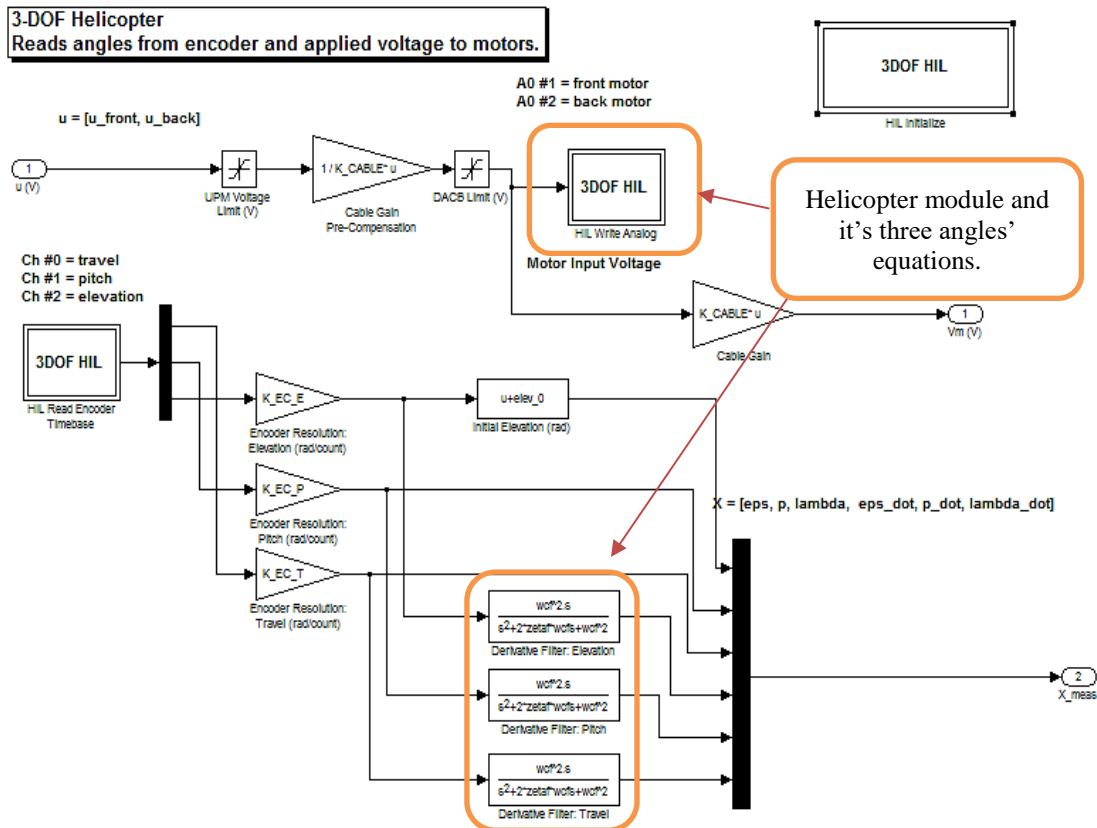 3-DOF Helicopter
Reads angles from encoder and applied voltage to motors.
3DOF HIL
HIL Initialize
A0 #1 = front motor
A0 #2 = back motor
u = [u_front, u_back]
1
u (V)
UPM Voltage
Limit (V)
1 / K_CABLE* u
Cable Gain
Pre-Compensation
DACB Limit (V)
3DOF HIL
HIL Write Analog
Motor Input Voltage
Helicopter module and
it's three angles'
equations.
K_CABLE* u
Cable Gain
1
Vm (V)
Ch #0 = travel
Ch #1 = pitch
Ch #2 = elevation
3DOF HIL
HIL Read Encoder
Timebase
K_EC_E
Encoder Resolution:
Elevation (rad/count)
u+elev_0
Initial Elevation (rad)
K_EC_P
Encoder Resolution:
Pitch (rad/count)
K_EC_T
Encoder Resolution:
Travel (rad/count)
X = [eps, p, lambda, eps_dot, p_dot, lambda_dot]
wcf^2.s
s²+2*zetaf*wcfs+wcf^2
Derivative Filter: Elevation
wcf^2.s
s²+2*zetaf*wcfs+wcf^2
Derivative Filter: Pitch
wcf^2.s
s²+2*zetaf*wcfs+wcf^2
Derivative Filter: Travel
2
X_meas